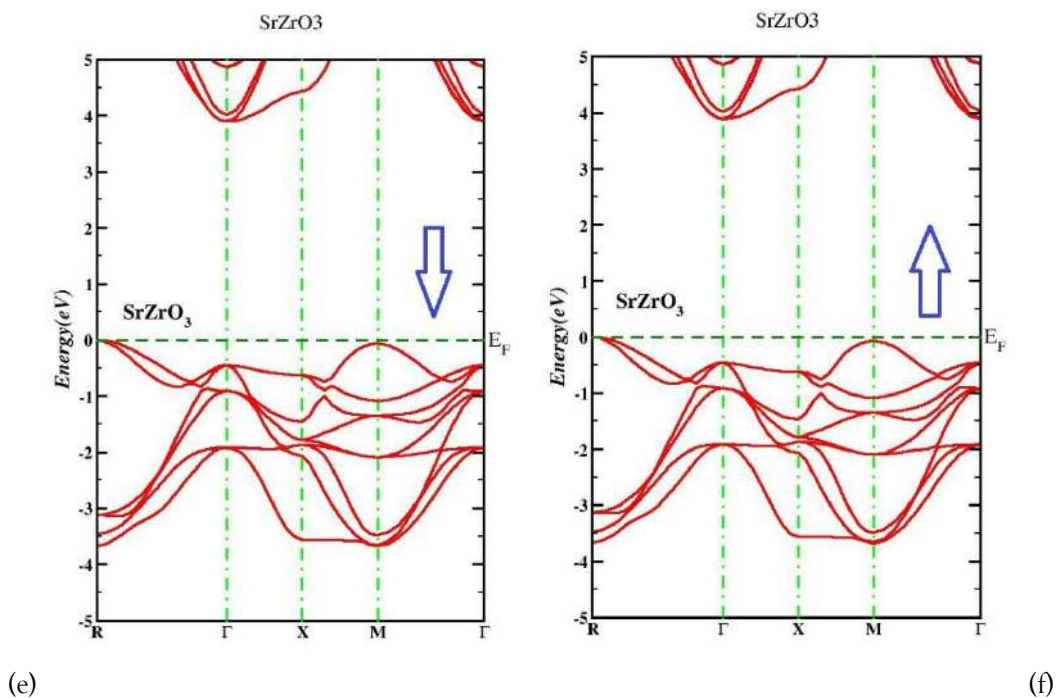 SrZrO3
5
4
3
2
1
0
-1
-2
-3
-4
-5
Energy(eV)
SrZrO₃
E_F
R Γ X M Γ
(e)
SrZrO3
5
4
3
2
1
0
-1
-2
-3
-4
-5
Energy(eV)
SrZrO₃
E_F
R Γ X M Γ
(f)